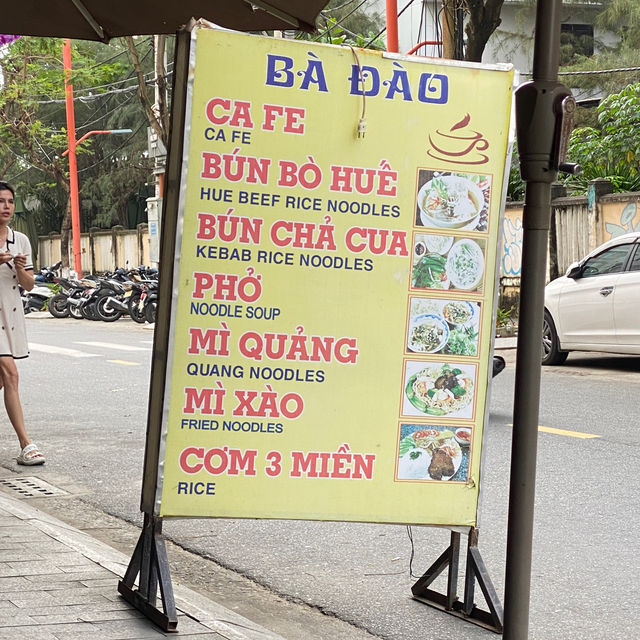 BÀ ĐÀO
CA FE
CA FE
BÚN BÒ HUẾ
HUE BEEF RICE NOODLES
BÚN CHẢ CUA
KEBAB RICE NOODLES
PHỞ
NOODLE SOUP
MÌ QUẢNG
QUANG NOODLES
MÌ XÀO
FRIED NOODLES
CƠM 3 MIỀN
RICE